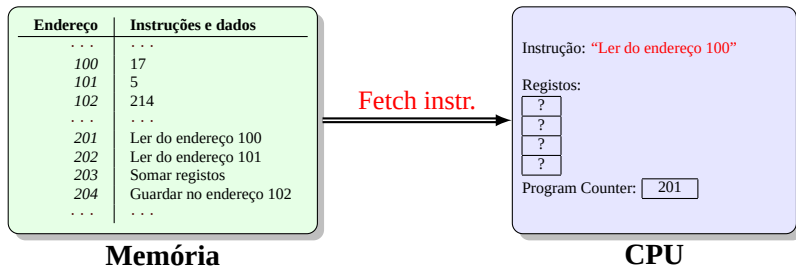 Endereço Instruções e dados
. . . . . .
100 17
101 5
102 214
. . . . . .
201 Ler do endereço 100
202 Ler do endereço 101
203 Somar registos
204 Guardar no endereço 102
. . . . . .
Memória
Fetch instr.
Instrução: “Ler do endereço 100”
Registos:
?
?
?
?
Program Counter: 201
CPU